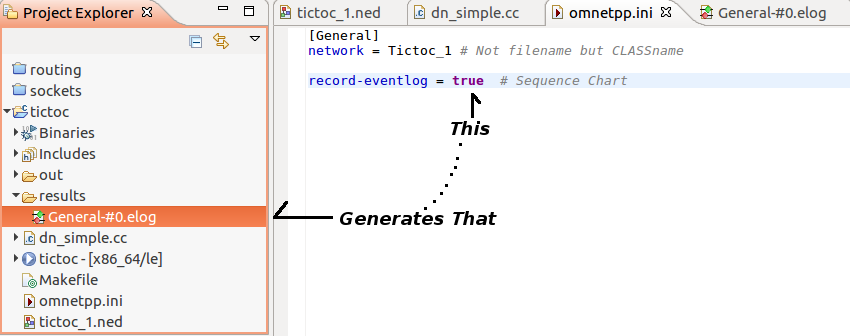 Project Explorer
tictoc_1.ned
dn_simple.cc
omnetpp.ini
General-#0.elog
routing
sockets
tictoc
Binaries
Includes
out
results
General-#0.elog
dn_simple.cc
tictoc - [x86_64/le]
Makefile
omnetpp.ini
tictoc_1.ned
[General]
network = Tictoc_1 # Not filename but CLASSname
record-eventlog = true  # Sequence Chart
This
Generates That